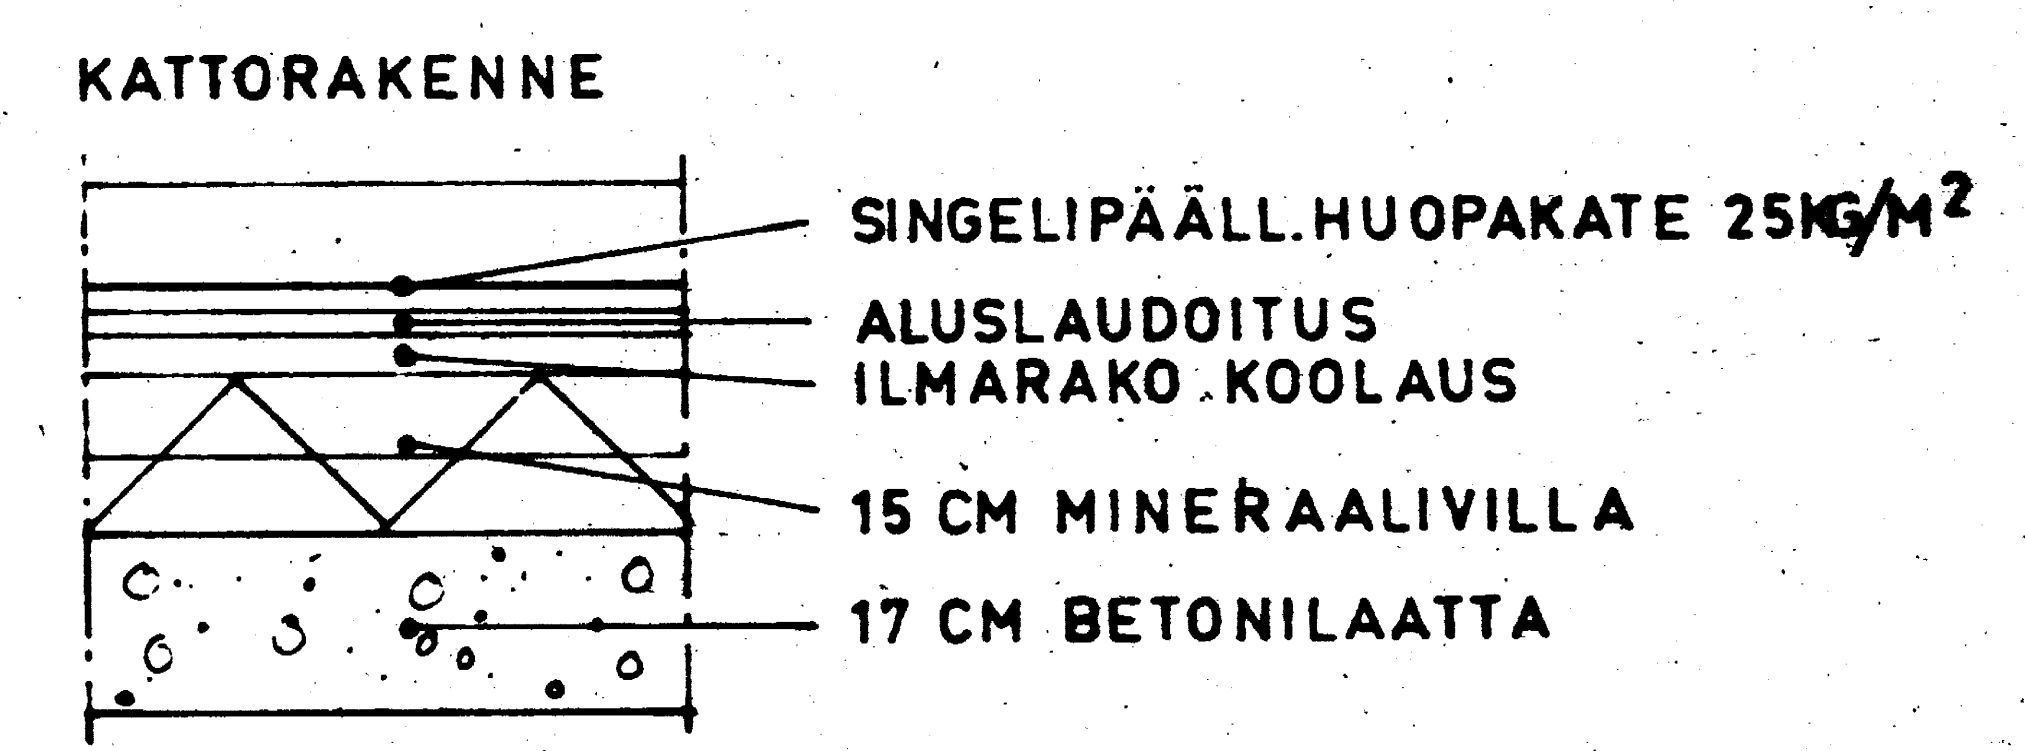 KATTORAKENNE
SINGELIPÄÄLL. HUOPAKATE 25KG/M²
ALUSLAUDOITUS
ILMARAKO KOOLAUS
15 CM MINERAALIVILLA
17 CM BETONILAATTA